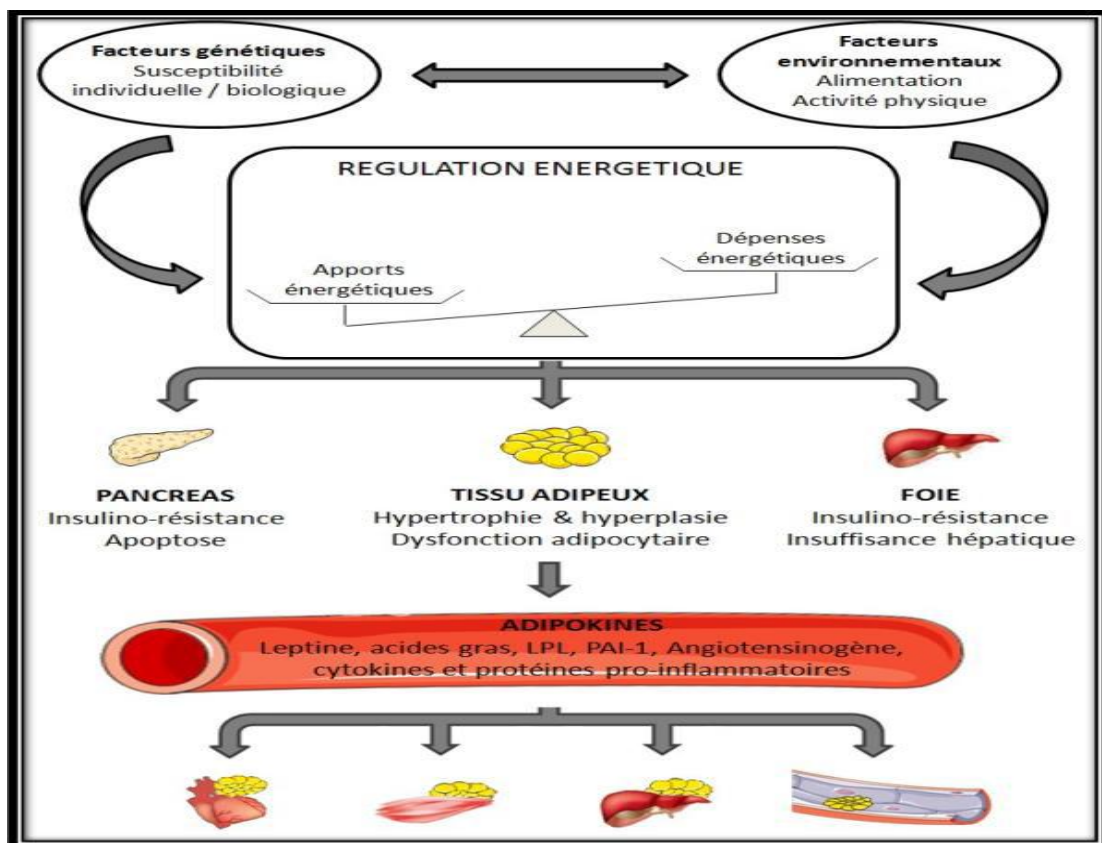 Facteurs génétiques
Susceptibilité
individuelle / biologique
Facteurs
environnementaux
Alimentation
Activité physique
REGULATION ENERGETIQUE
Apports
énergétiques
Dépenses
énergétiques
PANCREAS
Insulino-résistance
Apoptose
TISSU ADIPEUX
Hypertrophie & hyperplasie
Dysfonction adipocytaire
FOIE
Insulino-résistance
Insuffisance hépatique
ADIPOKINES
Leptine, acides gras, LPL, PAI-1, Angiotensinogène,
cytokines et protéines pro-inflammatoires